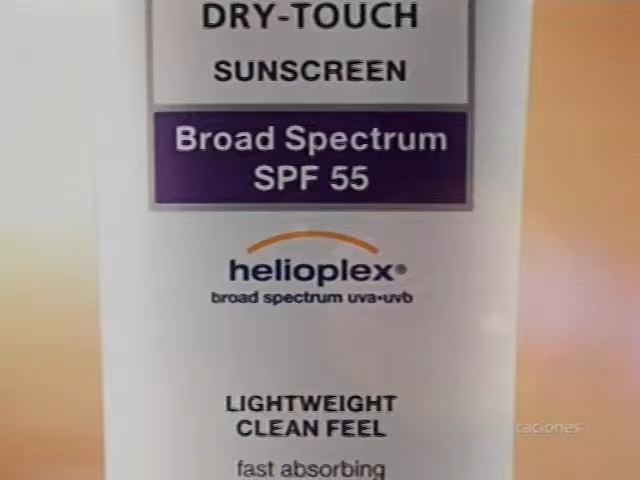 DRY-TOUCH
SUNSCREEN
Broad Spectrum
SPF 55
helioplex®
broad spectrum uva•uvb
LIGHTWEIGHT
CLEAN FEEL
fast absorbing